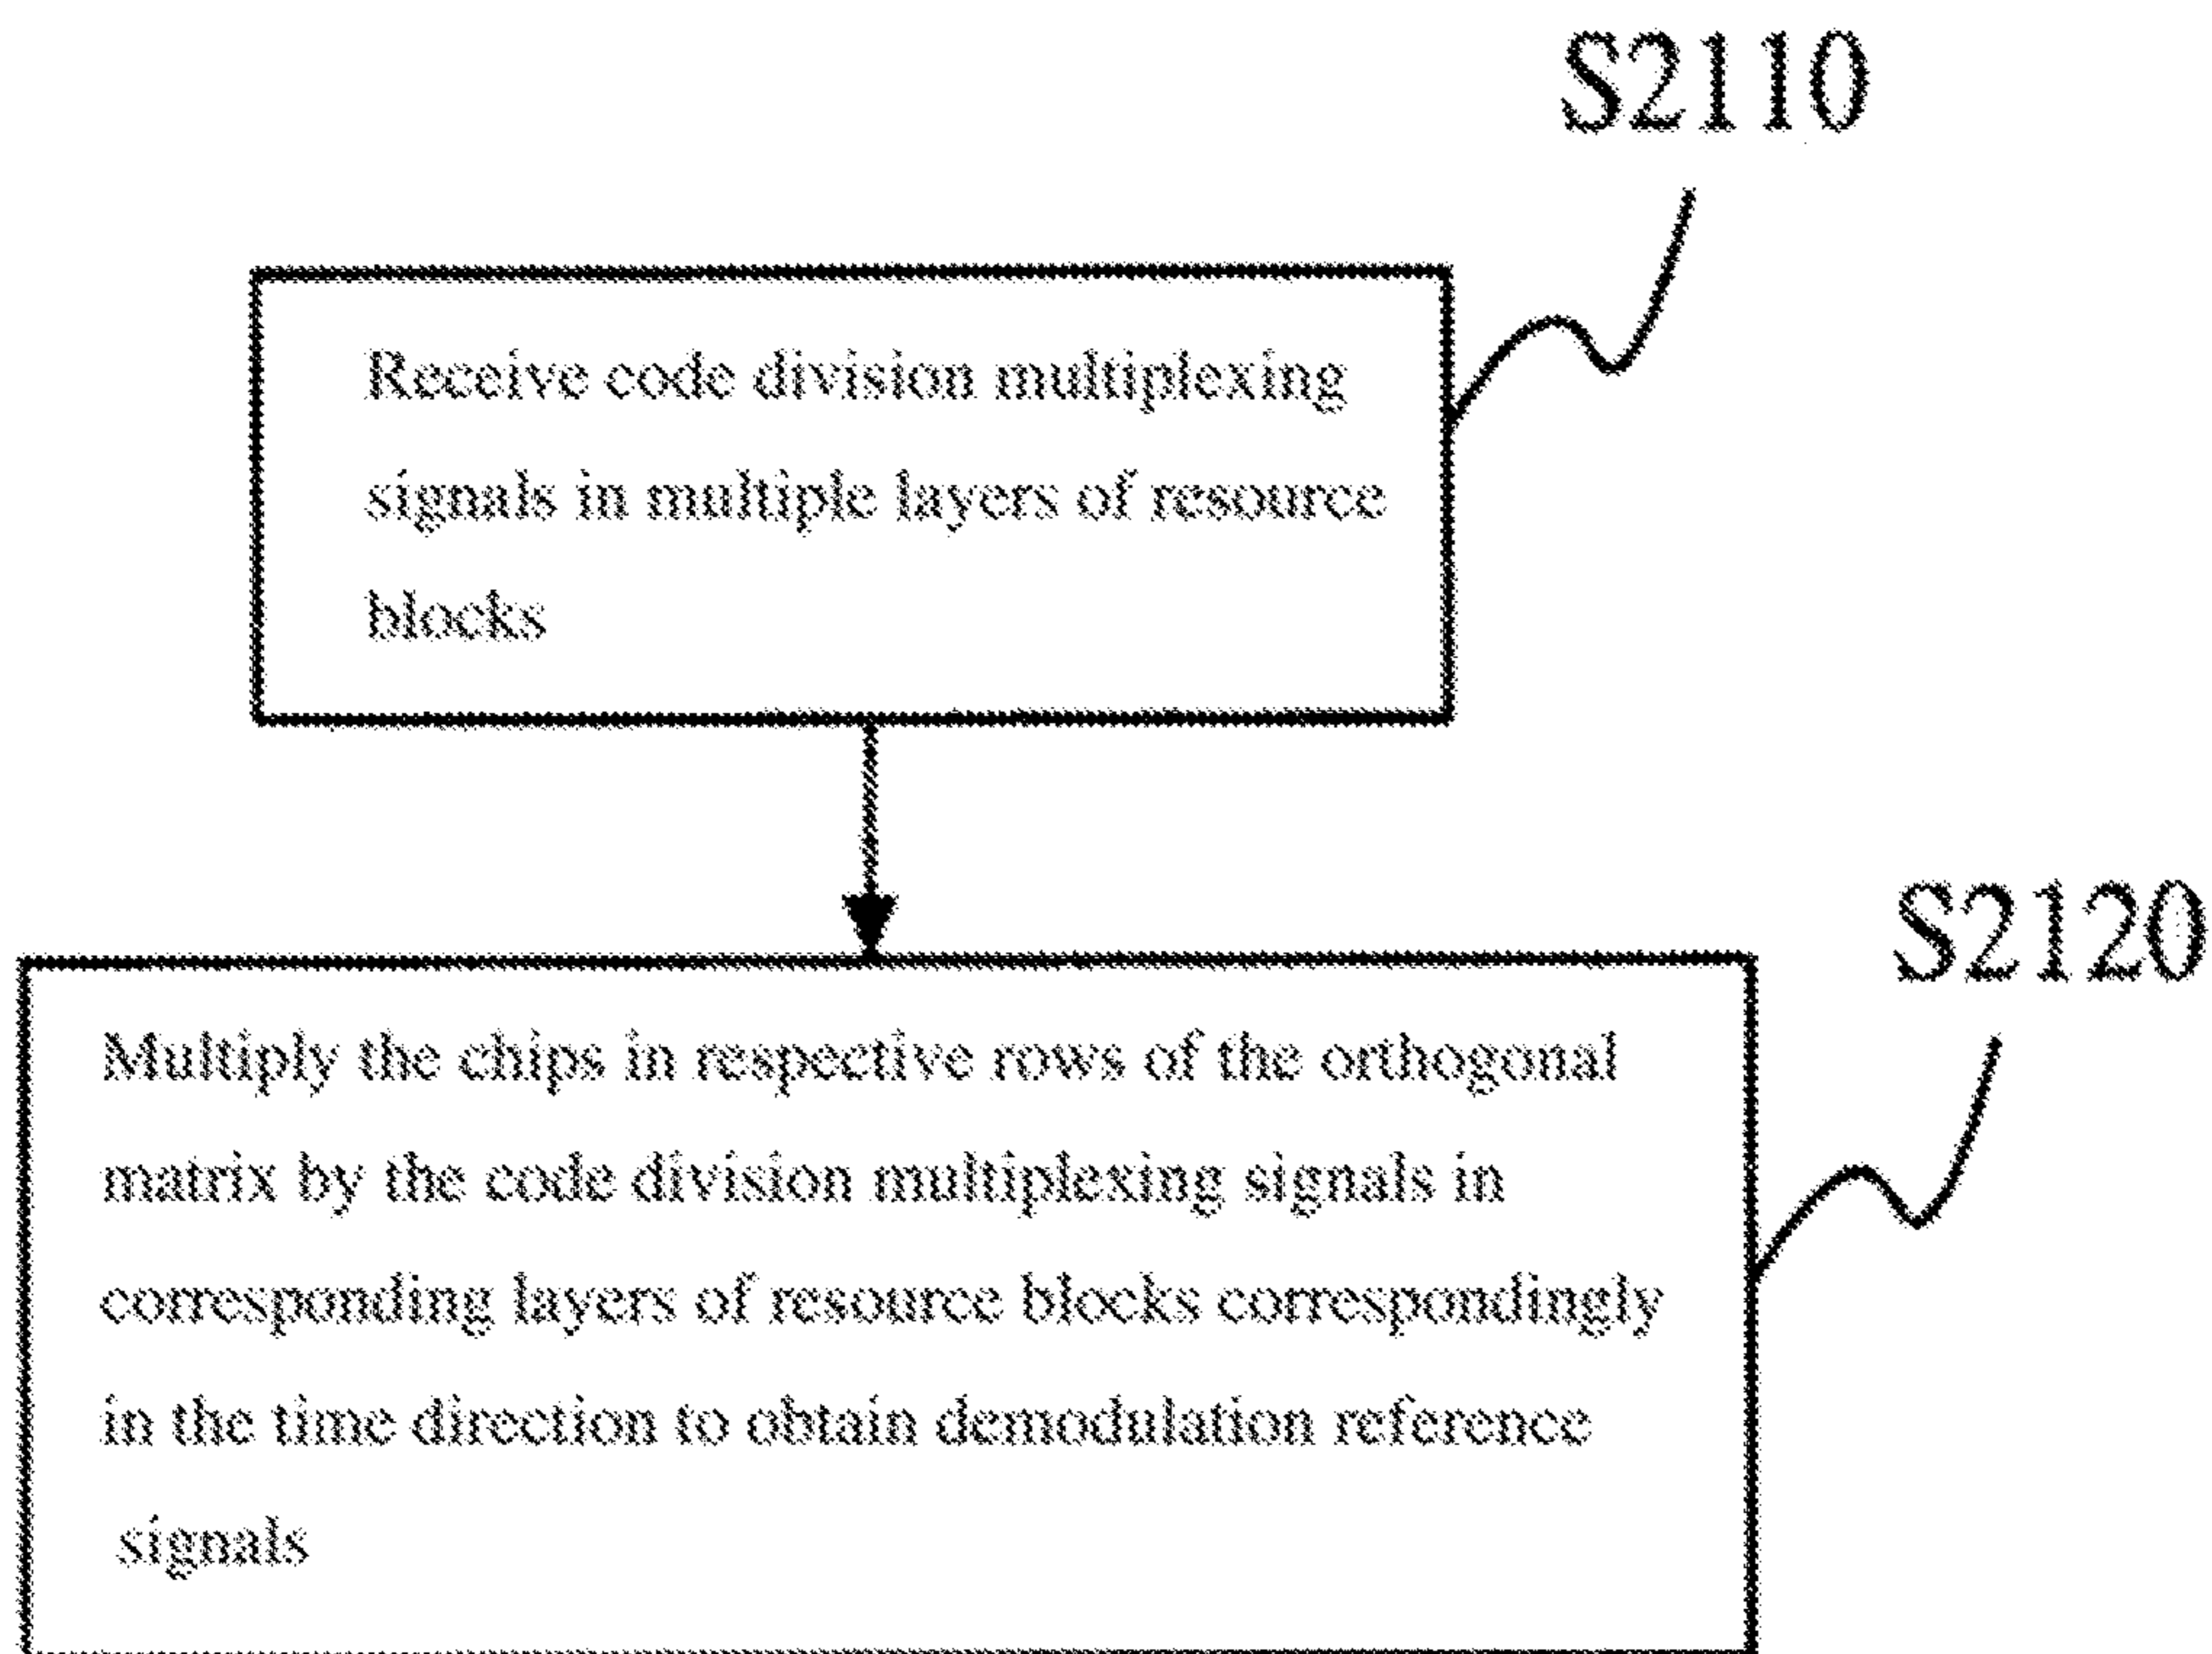 S2110
Receive code division multiplexing
signals in multiple layers of resource
blocks
S2120
Multiply the chips in respective rows of the orthogonal
matrix by the code division multiplexing signals in
corresponding layers of resource blocks correspondingly
in the time direction to obtain demodulation reference
signals